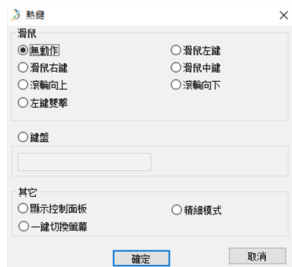 熱鍵
滑鼠
無動作
滑鼠左鍵
滑鼠右鍵
滑鼠中鍵
滾輪向上
滾輪向下
左鍵雙擊
鍵盤
其它
顯示控制面板
精細模式
一鍵切換螢幕
確定
取消